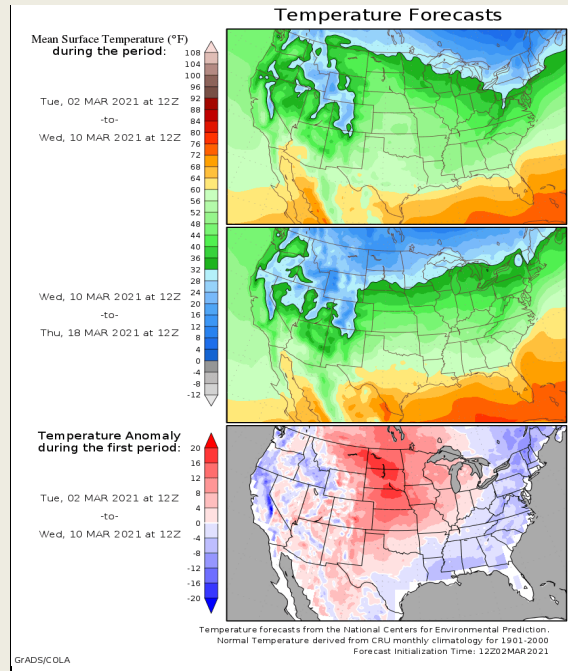 Temperature Forecasts
Mean Surface Temperature (°F)
during the period:
108
104
100
96
92
88
84
80
76
72
68
64
60
56
52
48
44
40
36
32
28
24
20
16
12
8
4
0
-4
-8
-12
Tue, 02 MAR 2021 at 12Z
-to-
Wed, 10 MAR 2021 at 12Z
Wed, 10 MAR 2021 at 12Z
-to-
Thu, 18 MAR 2021 at 12Z
Temperature Anomaly
during the first period:
20
16
12
8
4
0
-4
-8
-12
-16
-20
Tue, 02 MAR 2021 at 12Z
-to-
Wed, 10 MAR 2021 at 12Z
Temperature forecasts from the National Centers for Environmental Prediction.
Normal Temperature derived from CRU monthly climatology for 1901-2000
Forecast Initialization Time: 12Z02MAR2021
GrADS/COLA